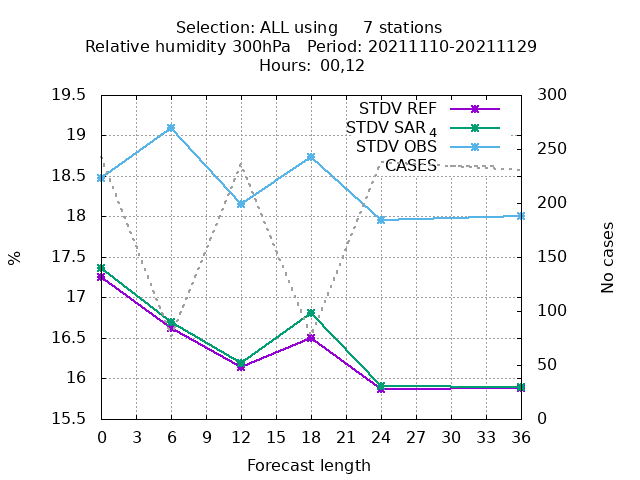 Selection: ALL using     7 stations
Relative humidity 300hPa   Period: 20211110-20211129
Hours: 00,12
STDV REF
STDV SAR 4
STDV OBS
CASES
%
No cases
19.5
19
18.5
18
17.5
17
16.5
16
15.5
300
250
200
150
100
50
0
0 3 6 9 12 15 18 21 24 27 30 33 36
Forecast length